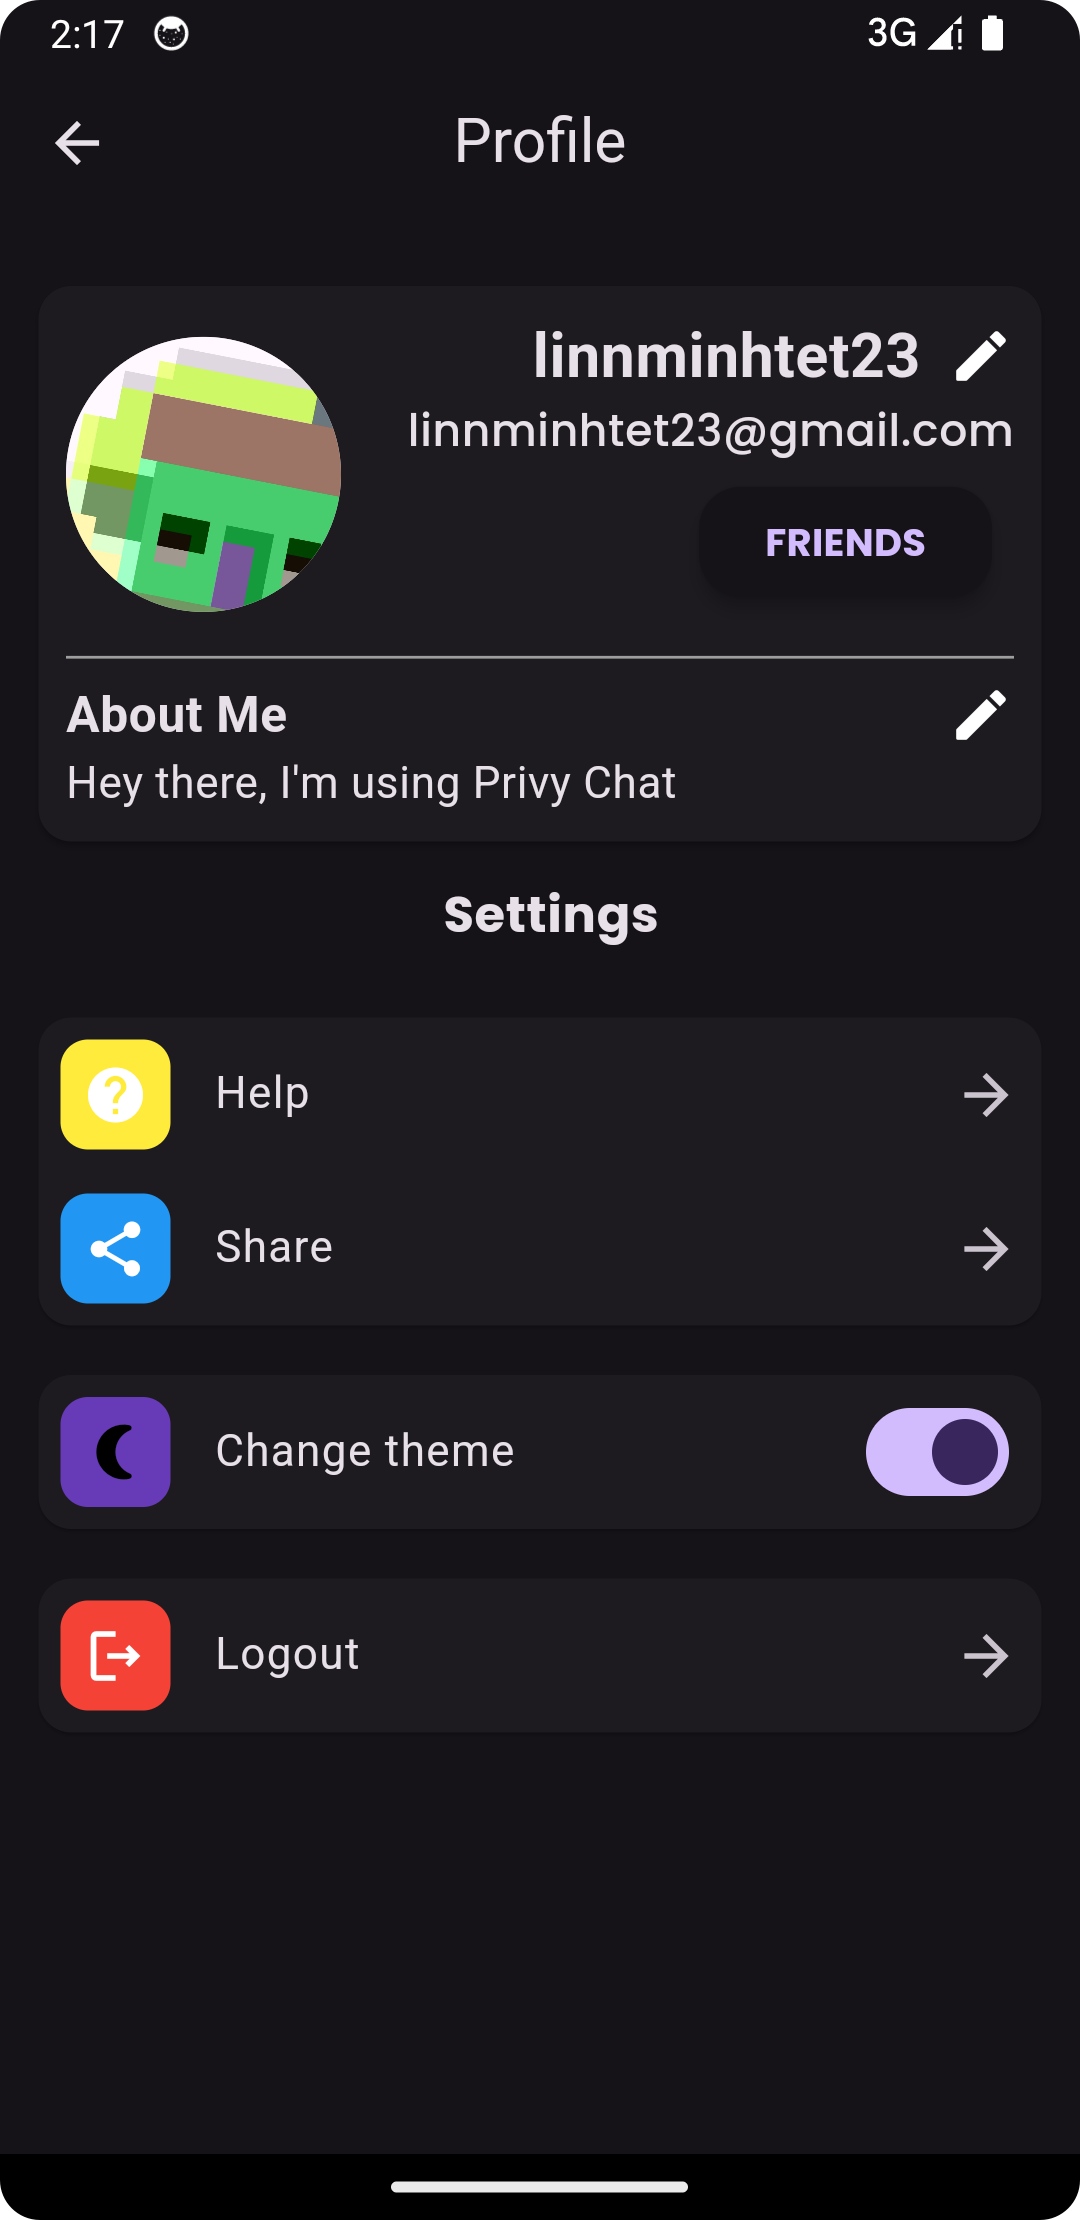 2:17
3G
Profile
linnminhtet23
linnminhtet23@gmail.com
FRIENDS
About Me
Hey there, I'm using Privy Chat
Settings
Help
Share
Change theme
Logout